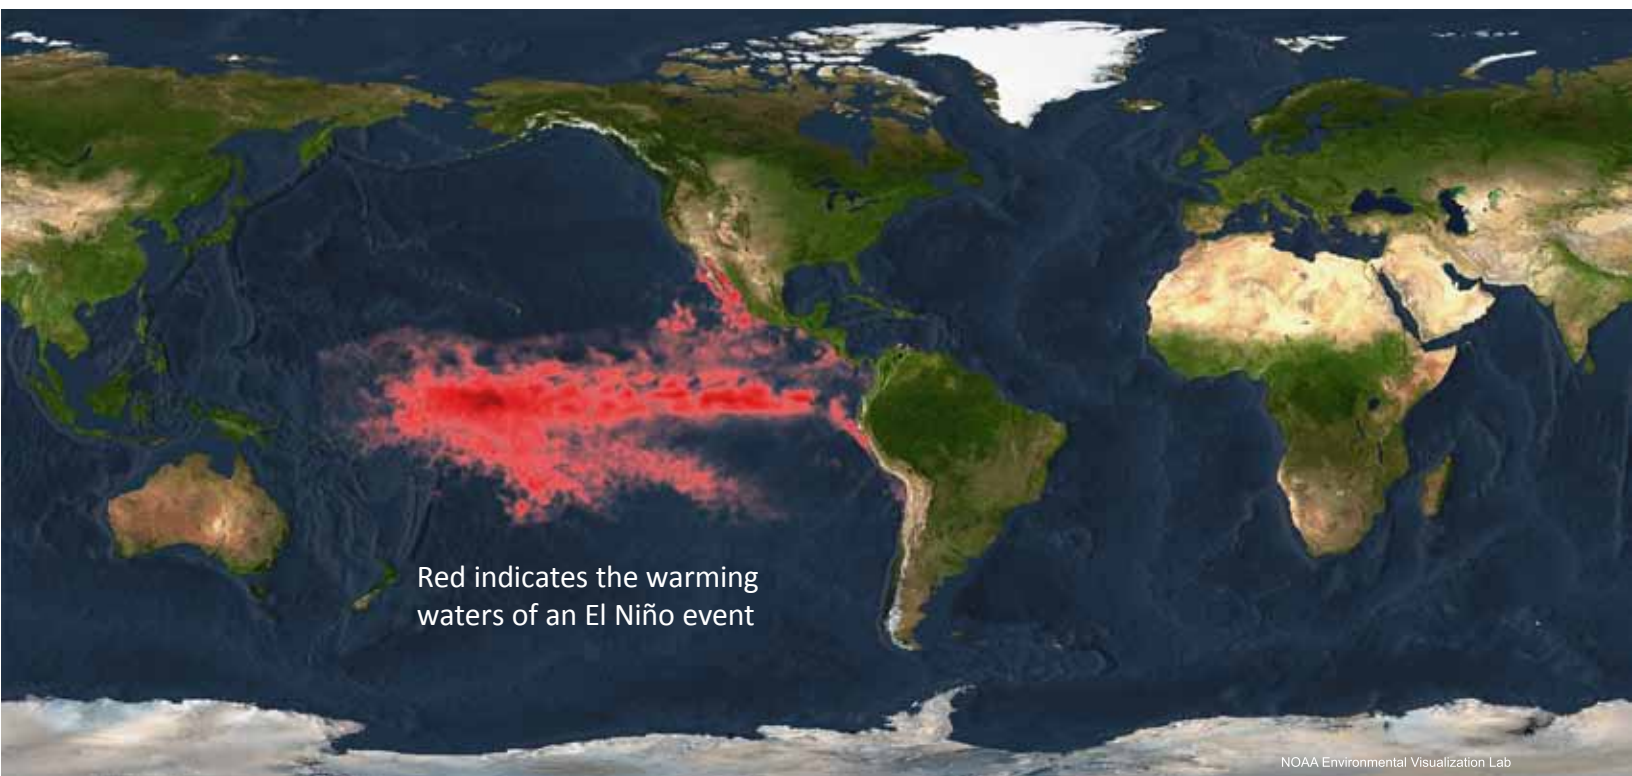 Red indicates the warming
waters of an El Niño event
NOAA Environmental Visualization Lab